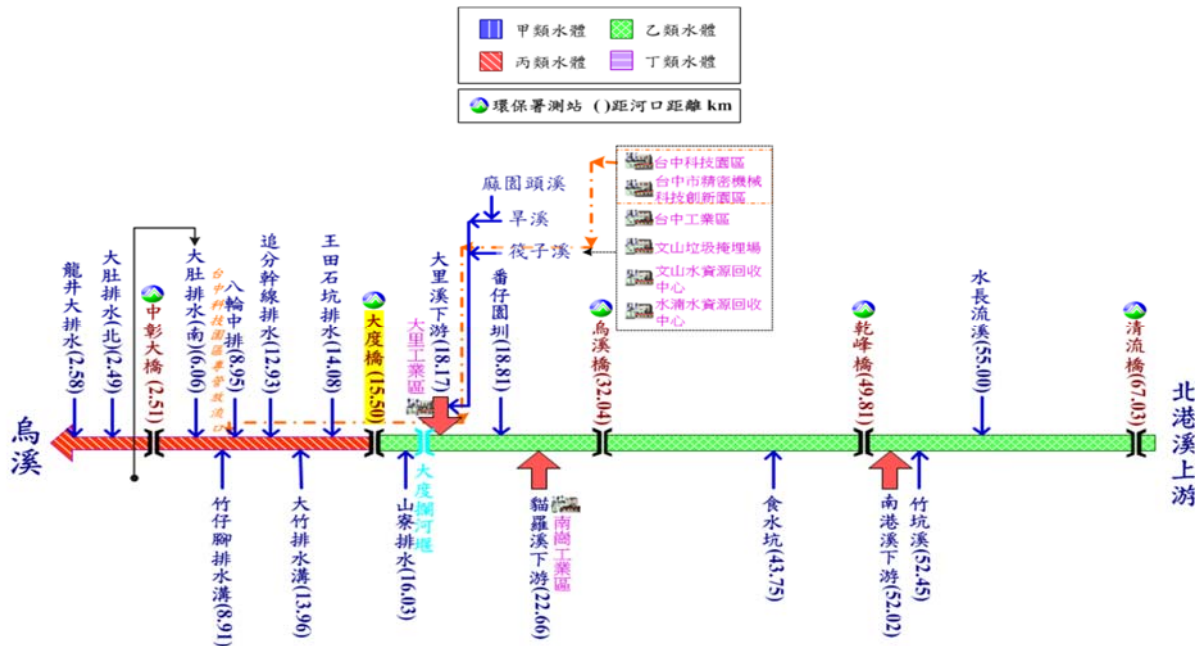 甲類水體
乙類水體
丙類水體
丁類水體
環保署測站 ( )距河口距離 km
台中科技園區
台中市精密機械
科技創新園區
台中工業區
文山垃圾掩埋場
文山水資源回收
中心
水湳水資源回收
中心
麻園頭溪
旱溪
筏子溪
龍井大排水(2.58)
大肚排水(北)(2.49)
中彰大橋 (2.51)
大肚排水(南)(6.06)
台中科技園區專管放流口
八輪中排(8.95)
追分幹線排水(12.93)
王田石坑排水(14.08)
大度橋 (15.50)
大里工業區
大里溪下游(18.17)
番仔園圳(18.81)
烏溪橋(32.04)
乾峰橋(49.81)
水長流溪(55.00)
清流橋(67.03)
烏溪
北港溪上游
竹仔腳排水溝(8.91)
大竹排水溝(13.96)
山寮排水(16.03)
大度攔河堰
貓羅溪下游(22.66)
南崗工業區
食水坑(43.75)
南港溪下游(52.02)
竹坑溪(52.45)